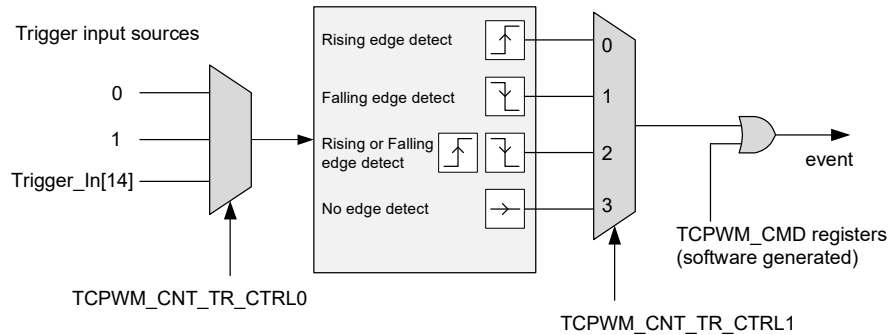 Trigger input sources
0
1
Trigger_In[14]
TCPWM_CNT_TR_CTRL0
Rising edge detect
Falling edge detect
Rising or Falling
edge detect
No edge detect
0
1
2
3
TCPWM_CNT_TR_CTRL1
event
TCPWM_CMD registers
(software generated)